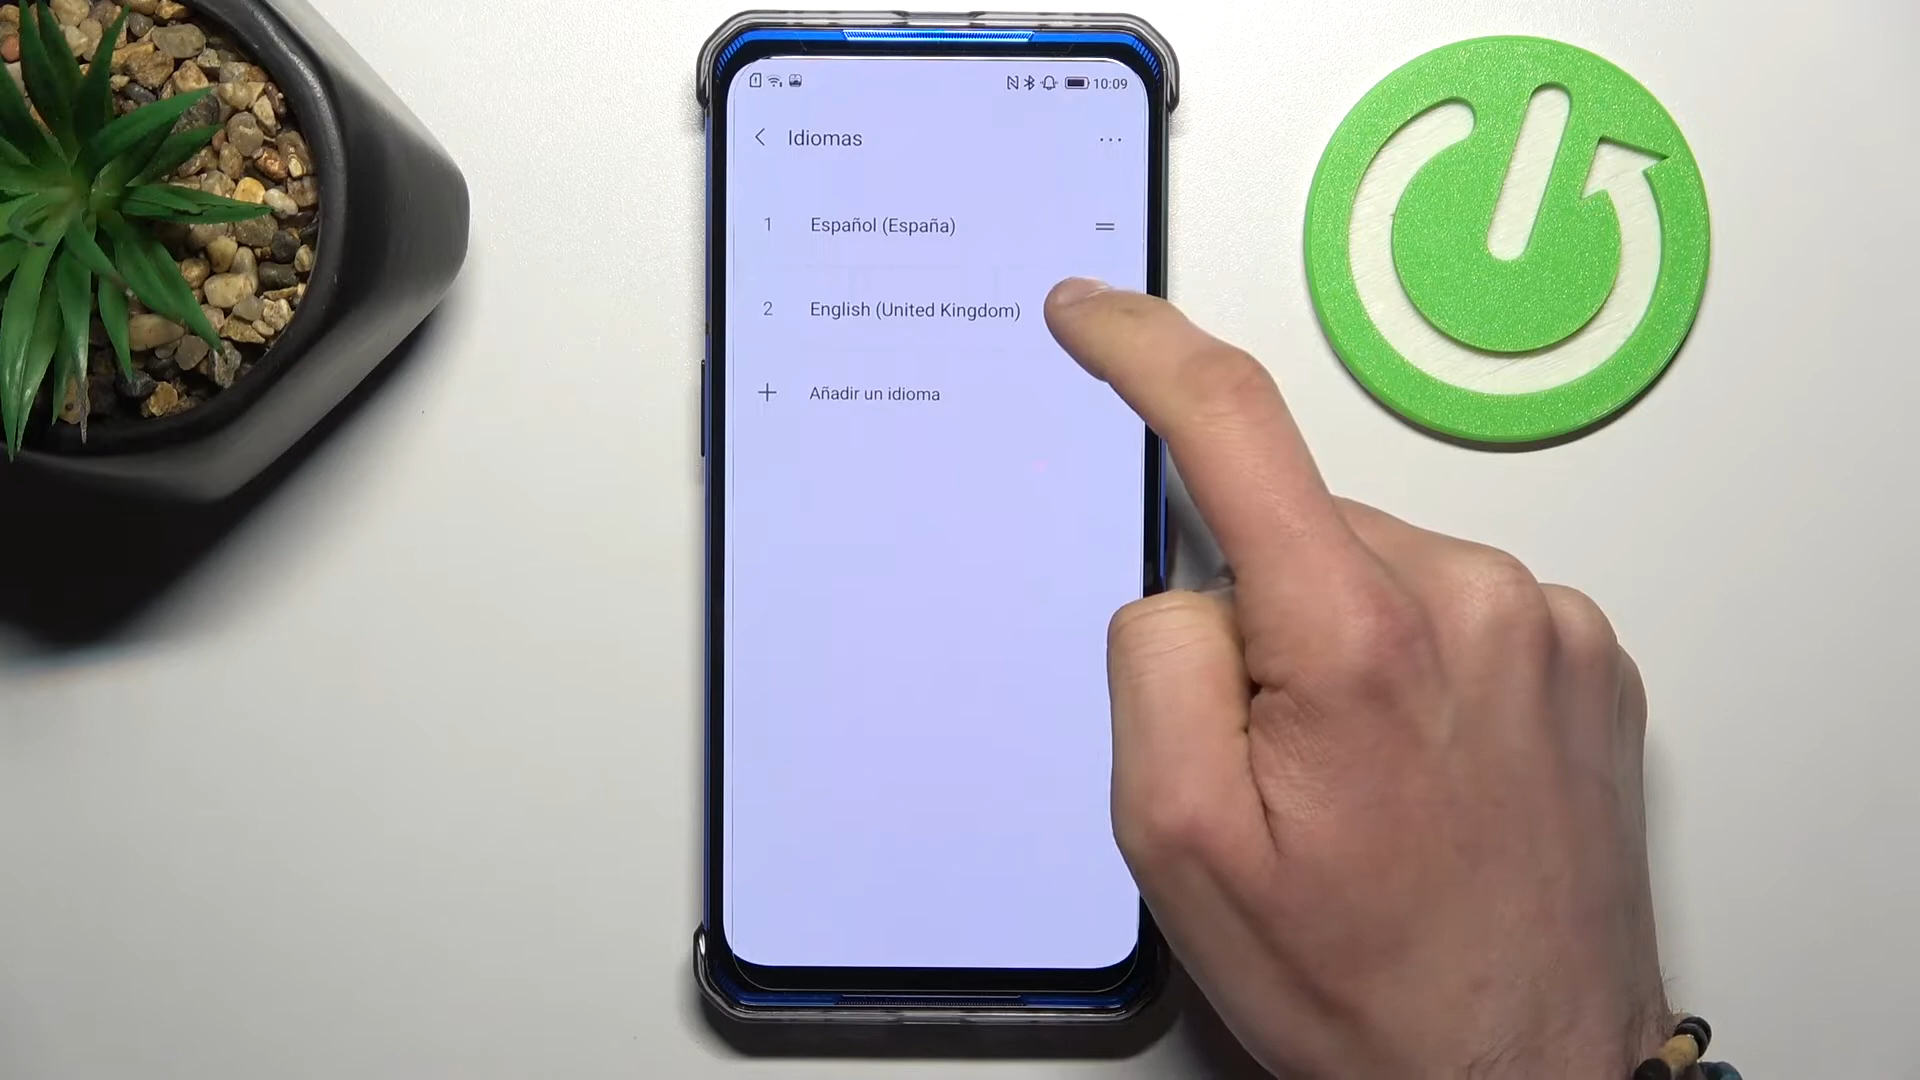 10:09
Idiomas
1 Español (España)
2 English (United Kingdom)
+ Añadir un idioma